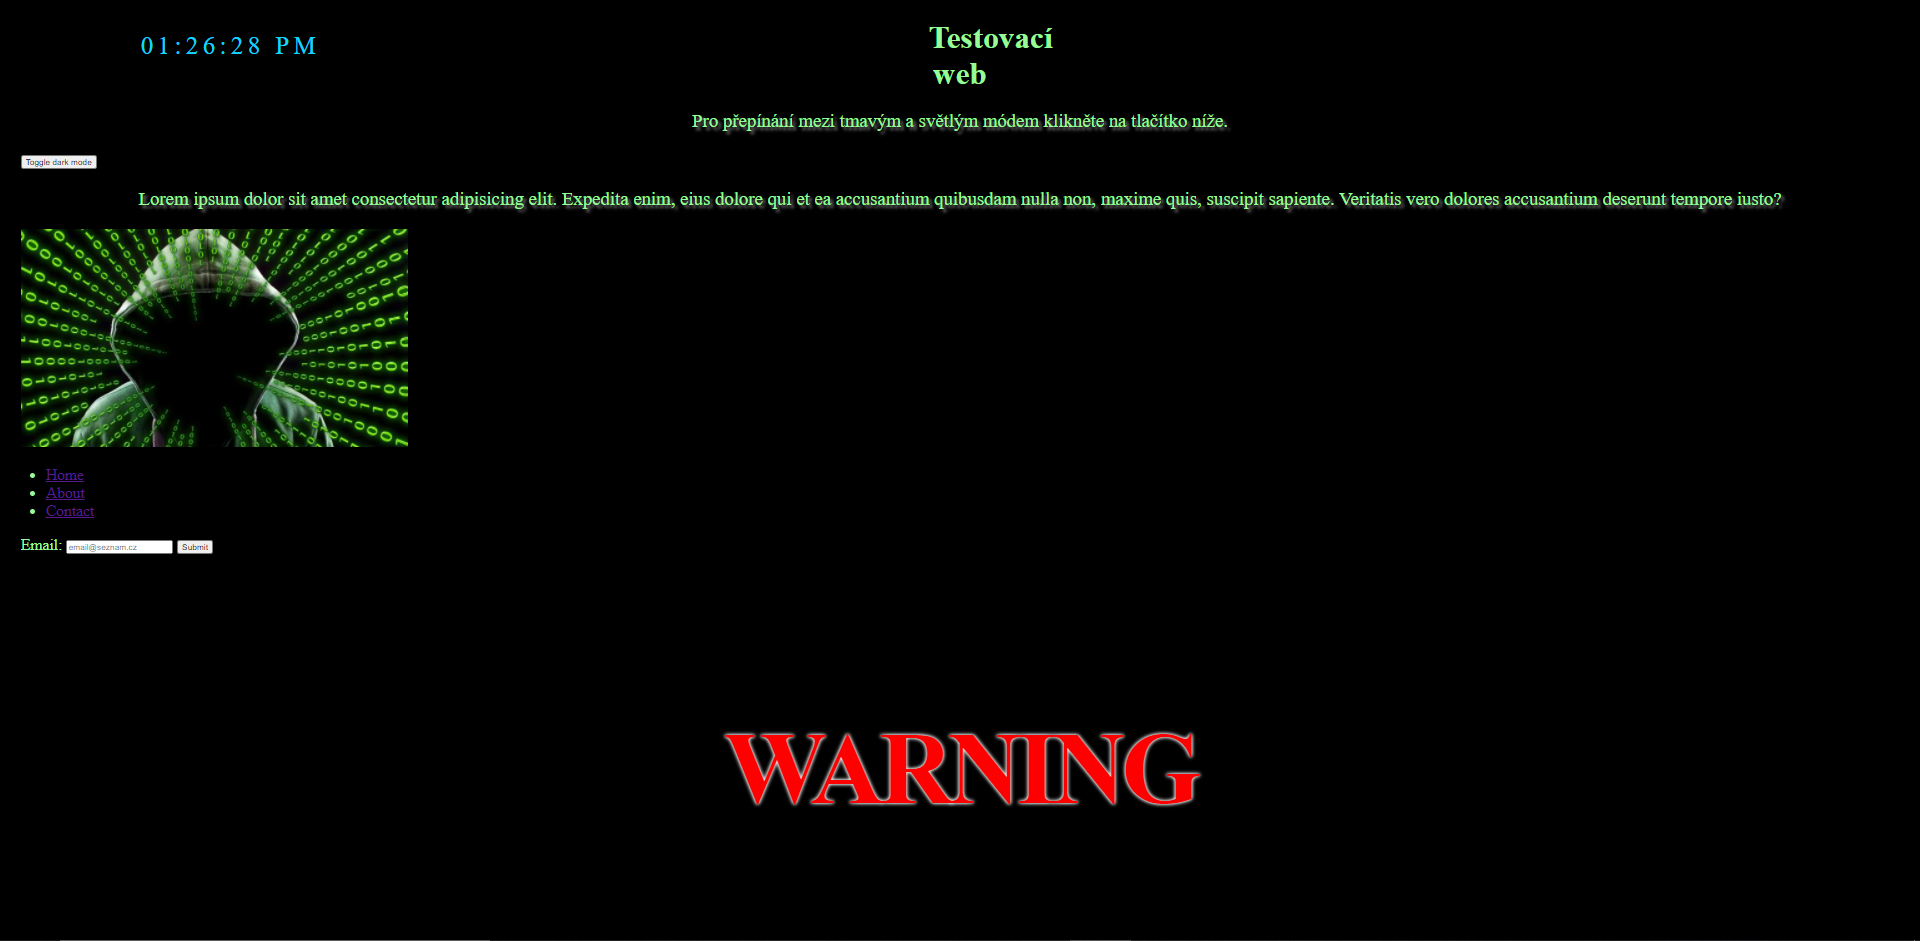 01:26:28 PM
Testovací
web
Pro přepínání mezi tmavým a světlým módem klikněte na tlačítko níže.
Toggle dark mode
Lorem ipsum dolor sit amet consectetur adipisicing elit. Expedita enim, eius dolore qui et ea accusantium quibusdam nulla non, maxime quis, suscipit sapiente. Veritatis vero dolores accusantium deserunt tempore iusto?
Home
About
Contact
Email: email@seznam.cz Submit
WARNING